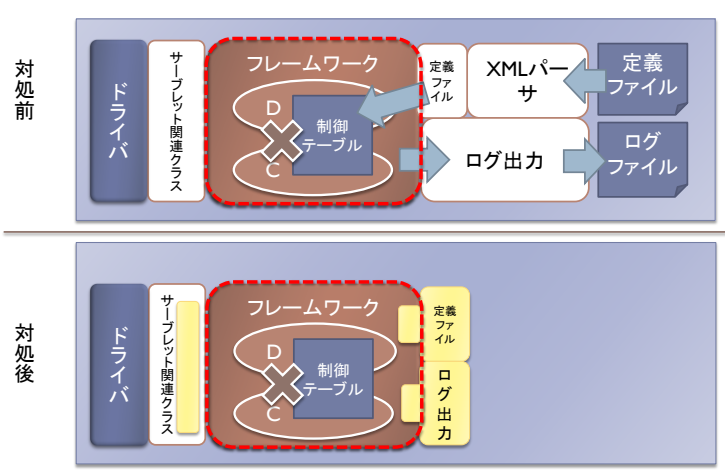 対処前
ドライバ
サーブレット関連クラス
フレームワーク
D
制御
テーブル
C
定義
ファ
イル
XMLパー
サ
定義
ファイル
ログ出力
ログ
ファイル
対処後
ドライバ
サーブレット関連クラス
フレームワーク
D
制御
テーブル
C
定義
ファ
イル
ログ出力